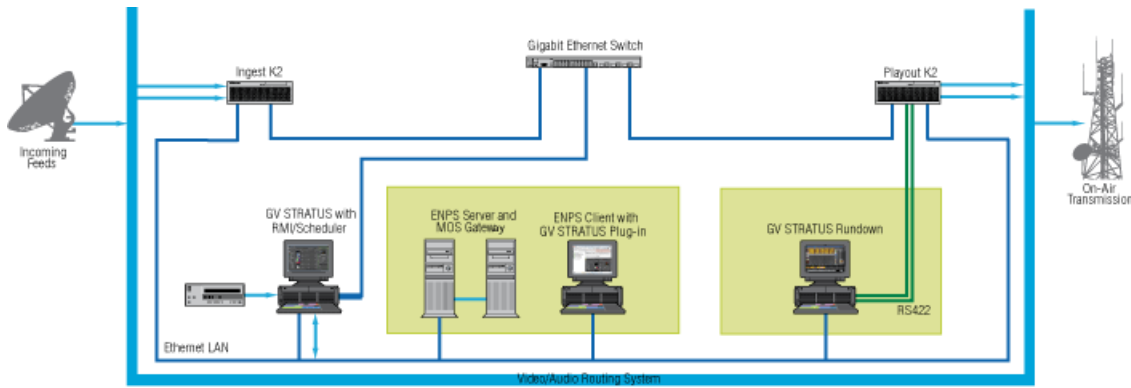 Gigabit Ethernet Switch
Ingest K2
Playout K2
Incoming
Feeds
On-Air
Transmission
GV STRATUS with
RMI/Scheduler
ENPS Server and
MOS Gateway
ENPS Client with
GV STRATUS Plug-in
GV STRATUS Rundown
RS422
Ethernet LAN
Video/Audio Routing System